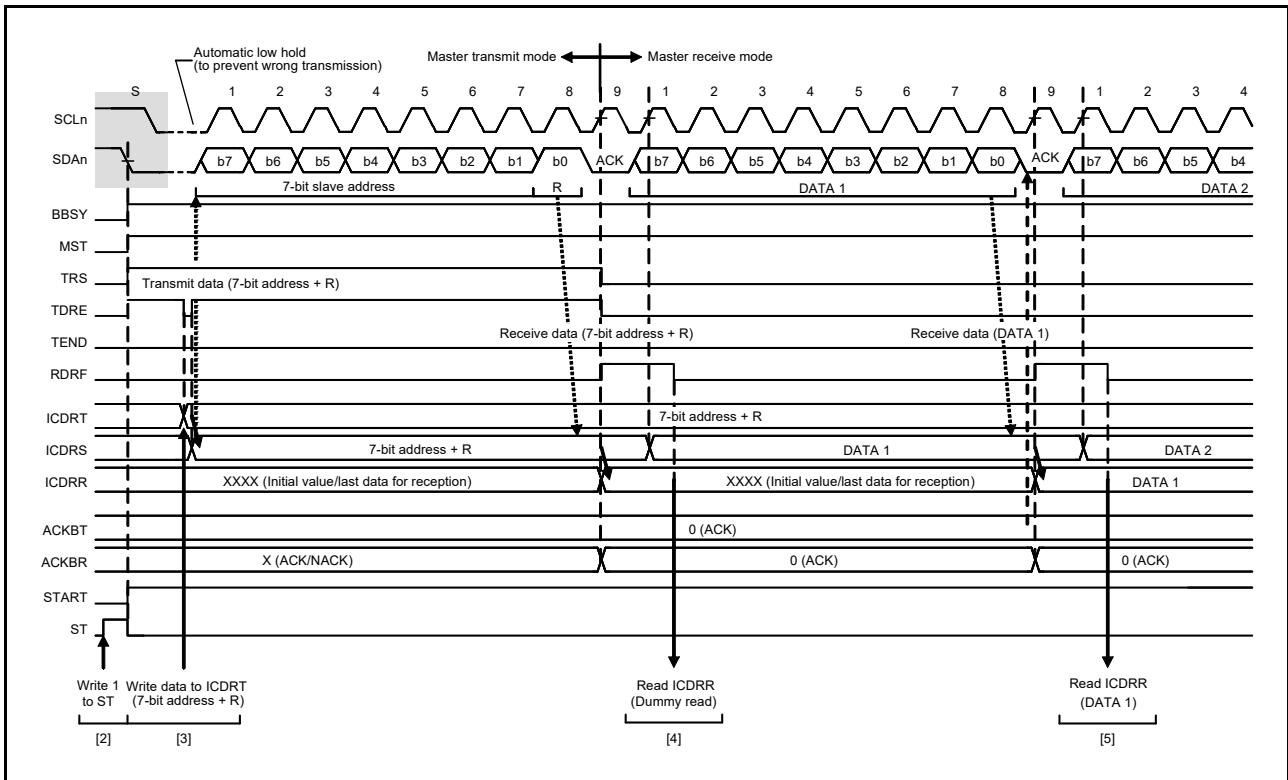 Automatic low hold
(to prevent wrong transmission)
Master transmit mode
Master receive mode
S 1 2 3 4 5 6 7 8 9 1 2 3 4 5 6 7 8 9 1 2 3 4
SCLn
SDAn b7 b6 b5 b4 b3 b2 b1 b0 ACK b7 b6 b5 b4 b3 b2 b1 b0 ACK b7 b6 b5 b4
7-bit slave address R DATA 1 DATA 2
BBSY
MST
TRS
Transmit data (7-bit address + R)
TDRE
Receive data (7-bit address + R) Receive data (DATA 1)
TEND
RDRF
ICDRT 7-bit address + R
ICDRS 7-bit address + R DATA 1 DATA 2
ICDRR XXXX (Initial value/last data for reception) XXXX (Initial value/last data for reception) DATA 1
ACKBT 0 (ACK)
ACKBR X (ACK/NACK) 0 (ACK) 0 (ACK)
START
ST
Write 1
to ST
Write data to ICDRT
(7-bit address + R)
Read ICDRR
(Dummy read)
Read ICDRR
(DATA 1)
[2] [3] [4] [5]